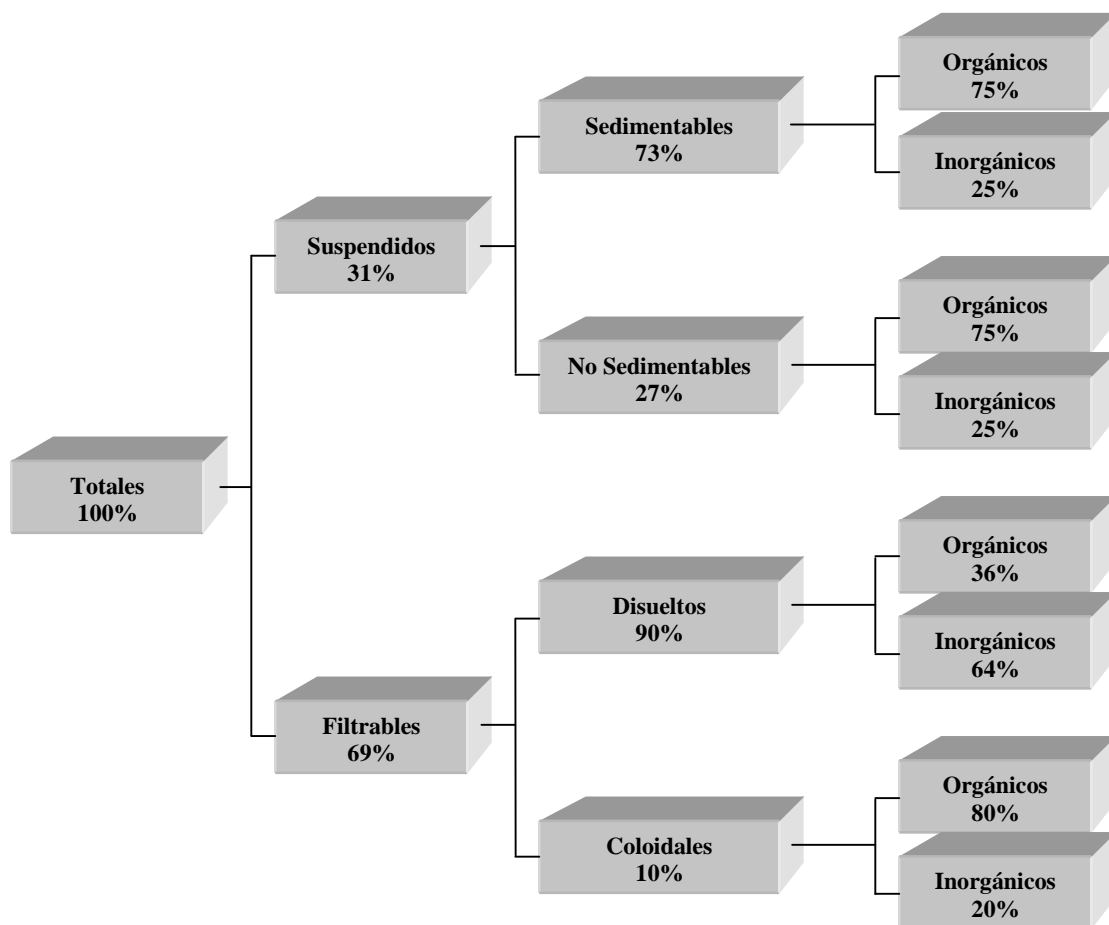 Totales
100%
Suspendidos
31%
Sedimentables
73%
Orgánicos
75%
Inorgánicos
25%
No Sedimentables
27%
Orgánicos
75%
Inorgánicos
25%
Filtrables
69%
Disueltos
90%
Orgánicos
36%
Inorgánicos
64%
Coloidales
10%
Orgánicos
80%
Inorgánicos
20%